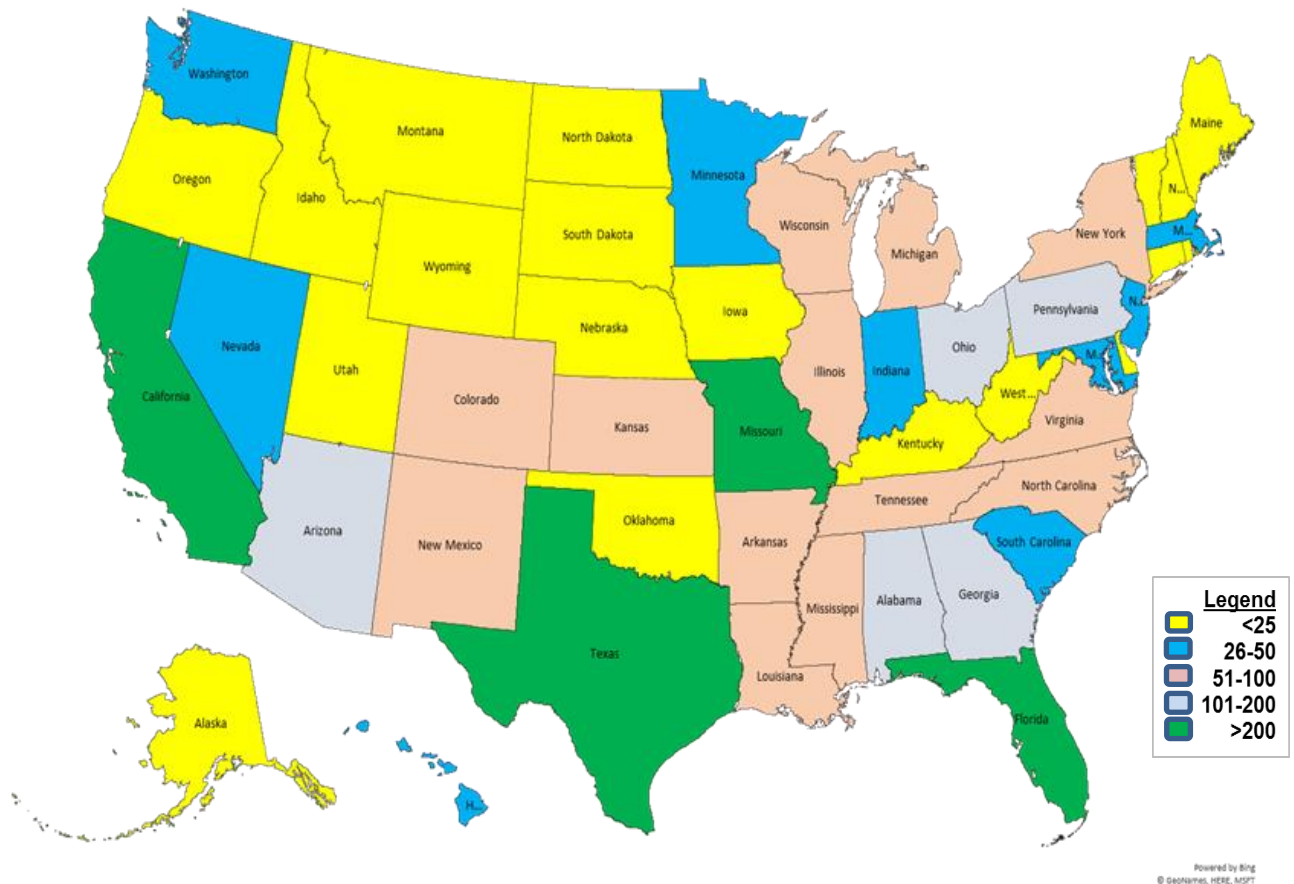 Washington
Montana
North Dakota
Minnesota
Maine
Oregon
Idaho
South Dakota
Wisconsin
Michigan
New York
N...
M...
Wyoming
Nebraska
Iowa
Pennsylvania
N...
Nevada
Utah
California
Colorado
Kansas
Missouri
Illinois
Indiana
Ohio
M...
West ...
Virginia
Kentucky
Arizona
New Mexico
Oklahoma
Arkansas
Tennessee
North Carolina
South Carolina
Mississippi
Alabama
Georgia
Texas
Louisiana
Florida
Alaska
H...
Legend
<25
26-50
51-100
101-200
>200
Powered by Bing
© GeoNames, HERE, MSFT